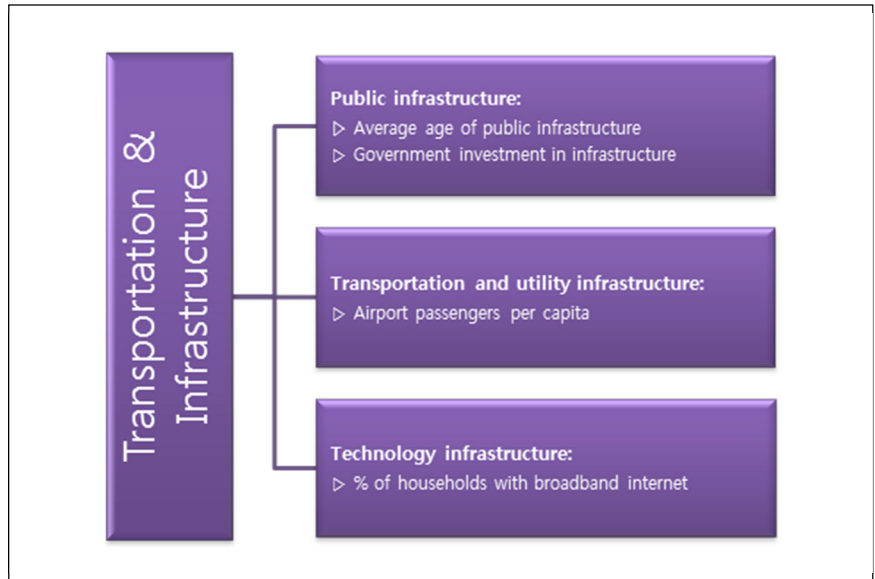 Transportation &
Infrastructure
Public infrastructure:
▷ Average age of public infrastructure
▷ Government investment in infrastructure
Transportation and utility infrastructure:
▷ Airport passengers per capita
Technology infrastructure:
▷ % of households with broadband internet